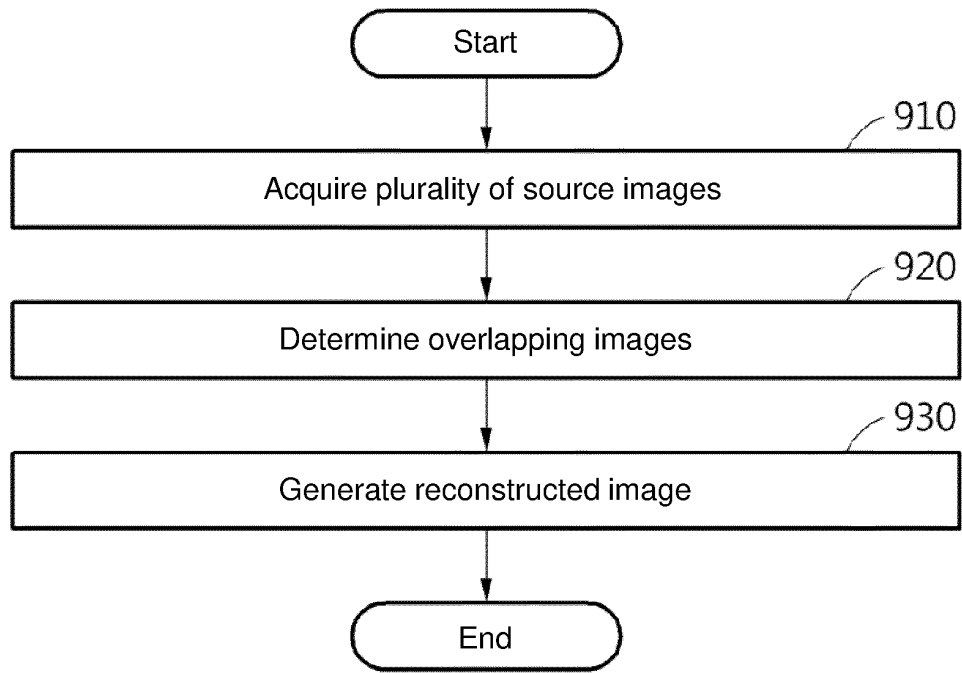 Start
910
Acquire plurality of source images
920
Determine overlapping images
930
Generate reconstructed image
End